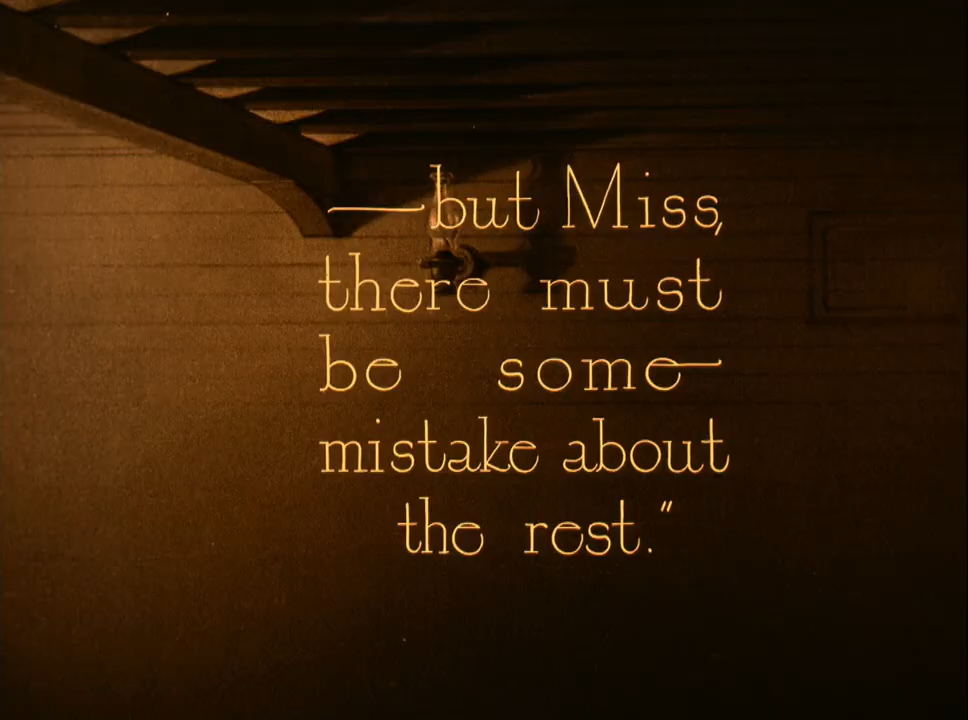 —but Miss,
there must
be some
mistake about
the rest."